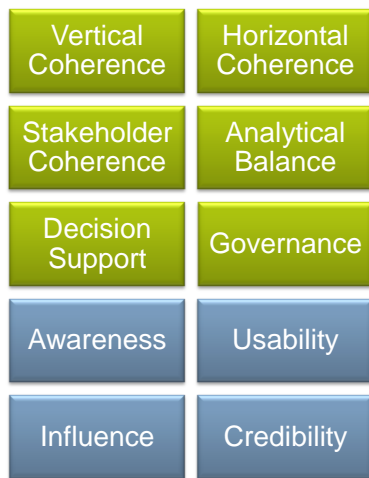 Vertical
Coherence
Horizontal
Coherence
Stakeholder
Coherence
Analytical
Balance
Decision
Support
Governance
Awareness
Usability
Influence
Credibility